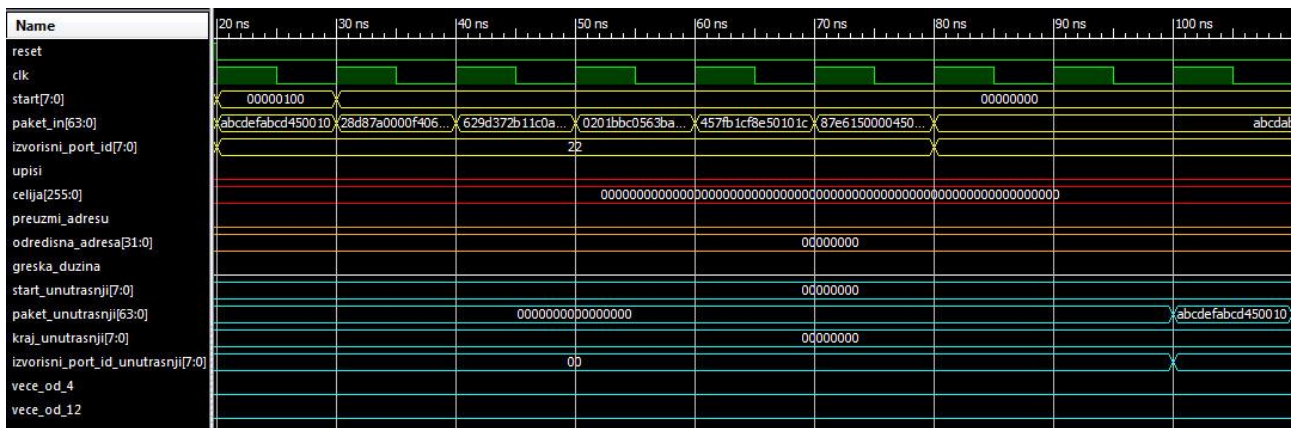 Name |20 ns |30 ns |40 ns |50 ns |60 ns |70 ns |80 ns |90 ns |100 ns
reset
clk
start[7:0] 00000100 00000000
paket_in[63:0] abcdefabcd450010 28d87a0000f406... 629d372b11c0a... 0201bbc0563ba... 457fb1cf8e50101c 87e6150000450... abcdab
izvorisni_port_id[7:0] 22
upisi
celija[255:0] 0000000000000000000000000000000000000000000000000000000000000000
preuzmi_adresu
odredisna_adresa[31:0] 00000000
greska_duzina
start_unutrasnji[7:0] 00000000
paket_unutrasnji[63:0] 0000000000000000 abcdefabcd450010
kraj_unutrasnji[7:0] 00000000
izvorisni_port_id_unutrasnji[7:0] 00
vece_od_4
vece_od_12